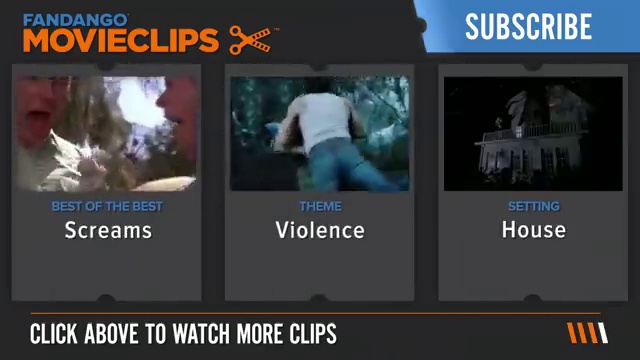 FANDANGO
MOVIECLIPS
SUBSCRIBE
BEST OF THE BEST
Screams
THEME
Violence
SETTING
House
CLICK ABOVE TO WATCH MORE CLIPS